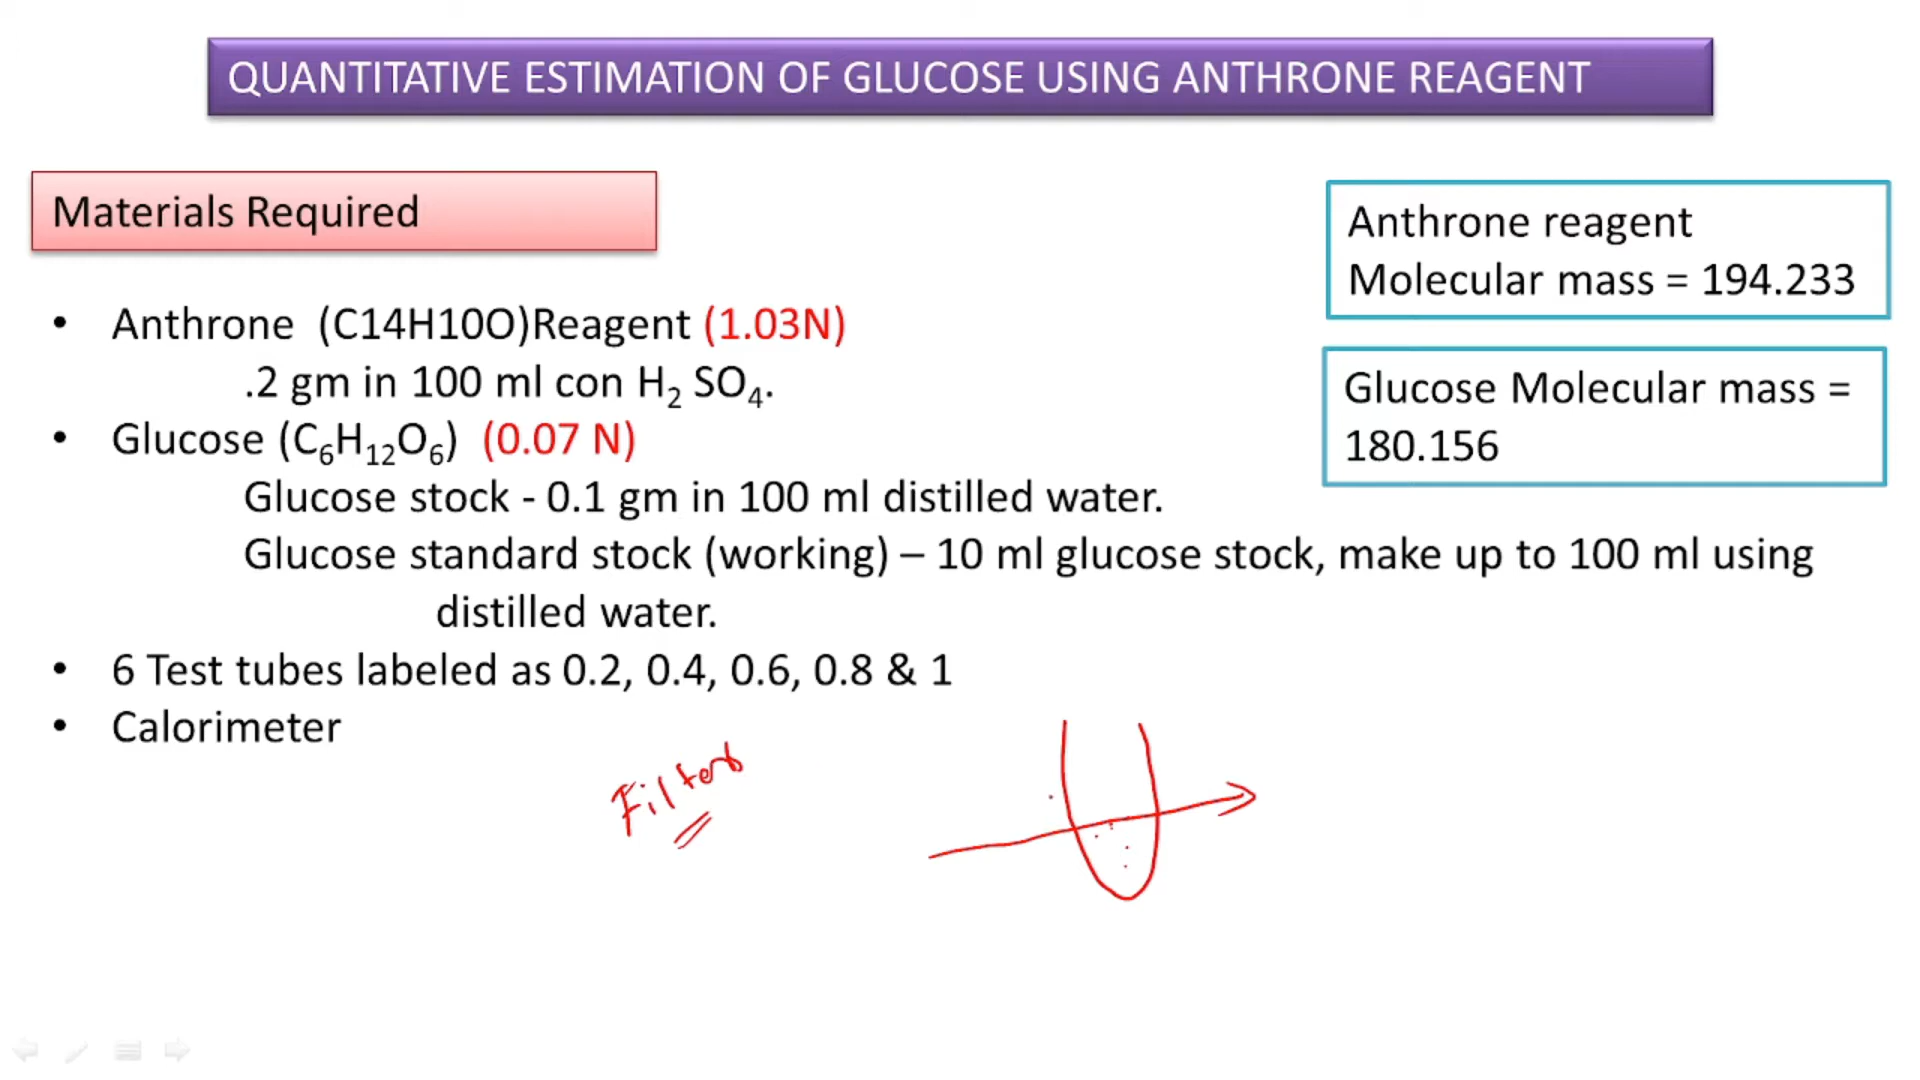 QUANTITATIVE ESTIMATION OF GLUCOSE USING ANTHRONE REAGENT
Materials Required
Anthrone reagent
Molecular mass = 194.233
Glucose Molecular mass =
180.156
• Anthrone (C14H10O)Reagent (1.03N)
.2 gm in 100 ml con H₂ SO₄.
• Glucose (C₆H₁₂O₆) (0.07 N)
Glucose stock - 0.1 gm in 100 ml distilled water.
Glucose standard stock (working) – 10 ml glucose stock, make up to 100 ml using
distilled water.
• 6 Test tubes labeled as 0.2, 0.4, 0.6, 0.8 & 1
• Calorimeter
Filter